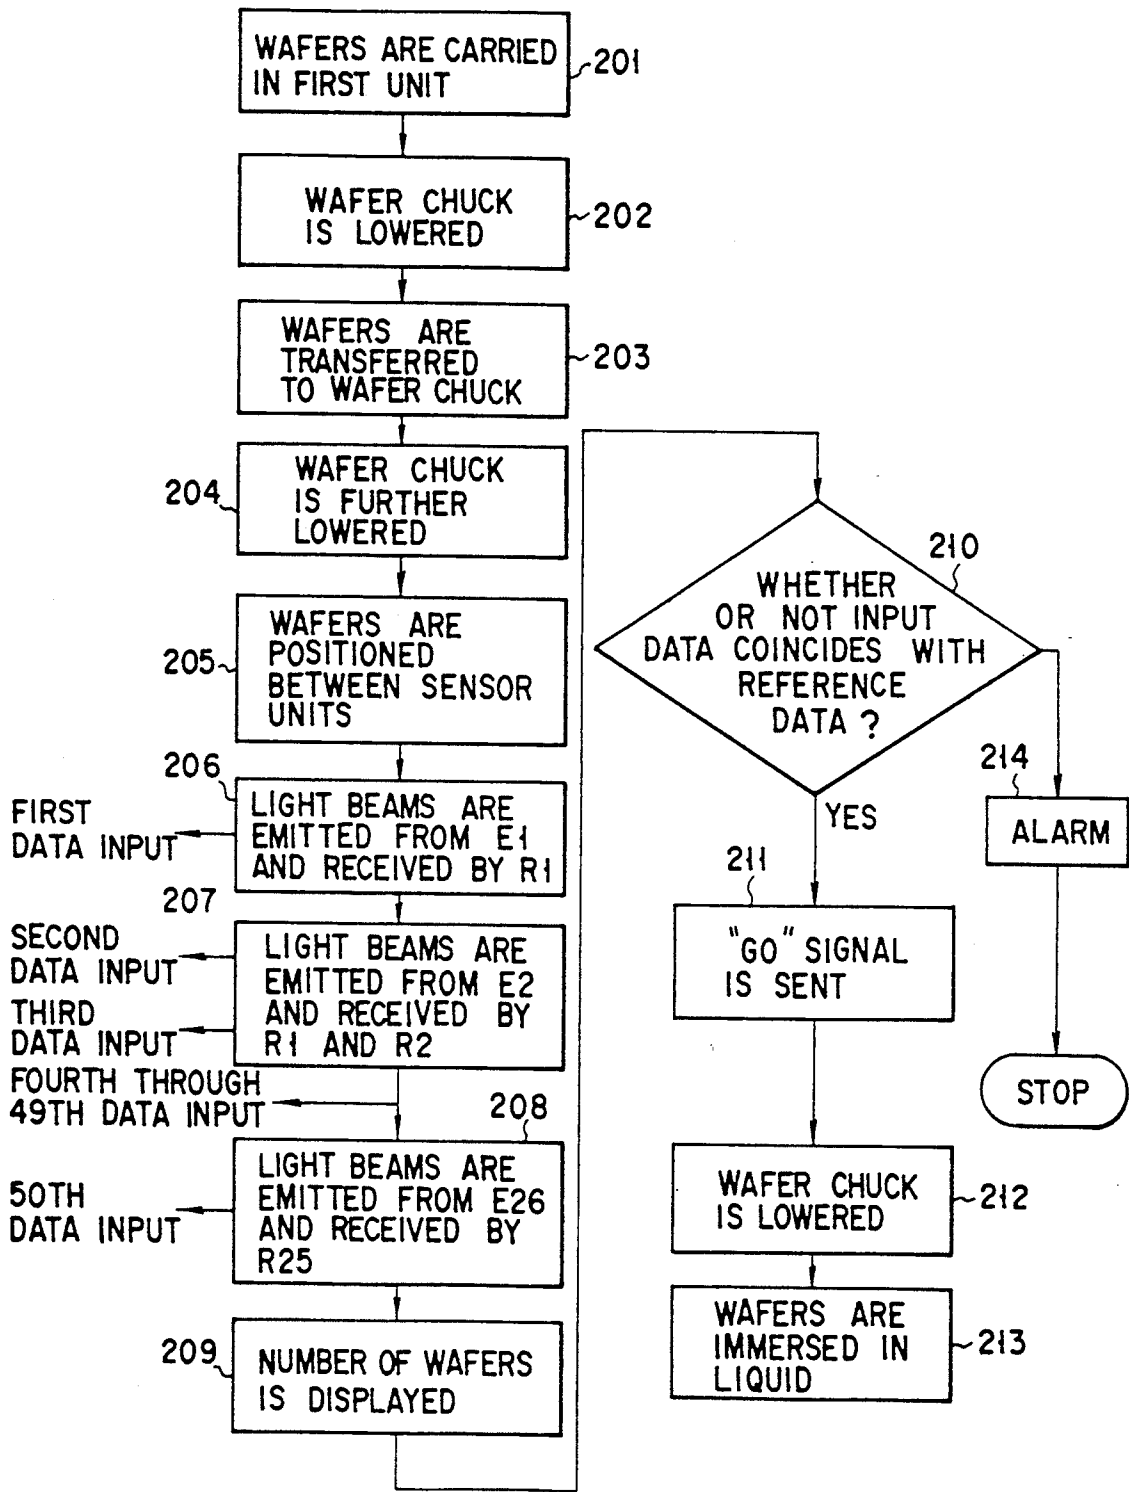 WAFERS ARE CARRIED
IN FIRST UNIT
201
WAFER CHUCK
IS LOWERED
202
WAFERS ARE
TRANSFERRED
TO WAFER CHUCK
203
WAFER CHUCK
IS FURTHER
LOWERED
204
WAFERS ARE
POSITIONED
BETWEEN SENSOR
UNITS
205
206
LIGHT BEAMS ARE
EMITTED FROM E1
AND RECEIVED BY R1
FIRST
DATA INPUT
207
LIGHT BEAMS ARE
EMITTED FROM E2
AND RECEIVED BY
R1 AND R2
SECOND
DATA INPUT
THIRD
DATA INPUT
FOURTH THROUGH
49TH DATA INPUT
208
LIGHT BEAMS ARE
EMITTED FROM E26
AND RECEIVED BY
R25
50TH
DATA INPUT
209
NUMBER OF WAFERS
IS DISPLAYED
210
WHETHER
OR NOT INPUT
DATA COINCIDES WITH
REFERENCE
DATA ?
YES
214
ALARM
STOP
211
"GO" SIGNAL
IS SENT
WAFER CHUCK
IS LOWERED
212
WAFERS ARE
IMMERSED IN
LIQUID
213